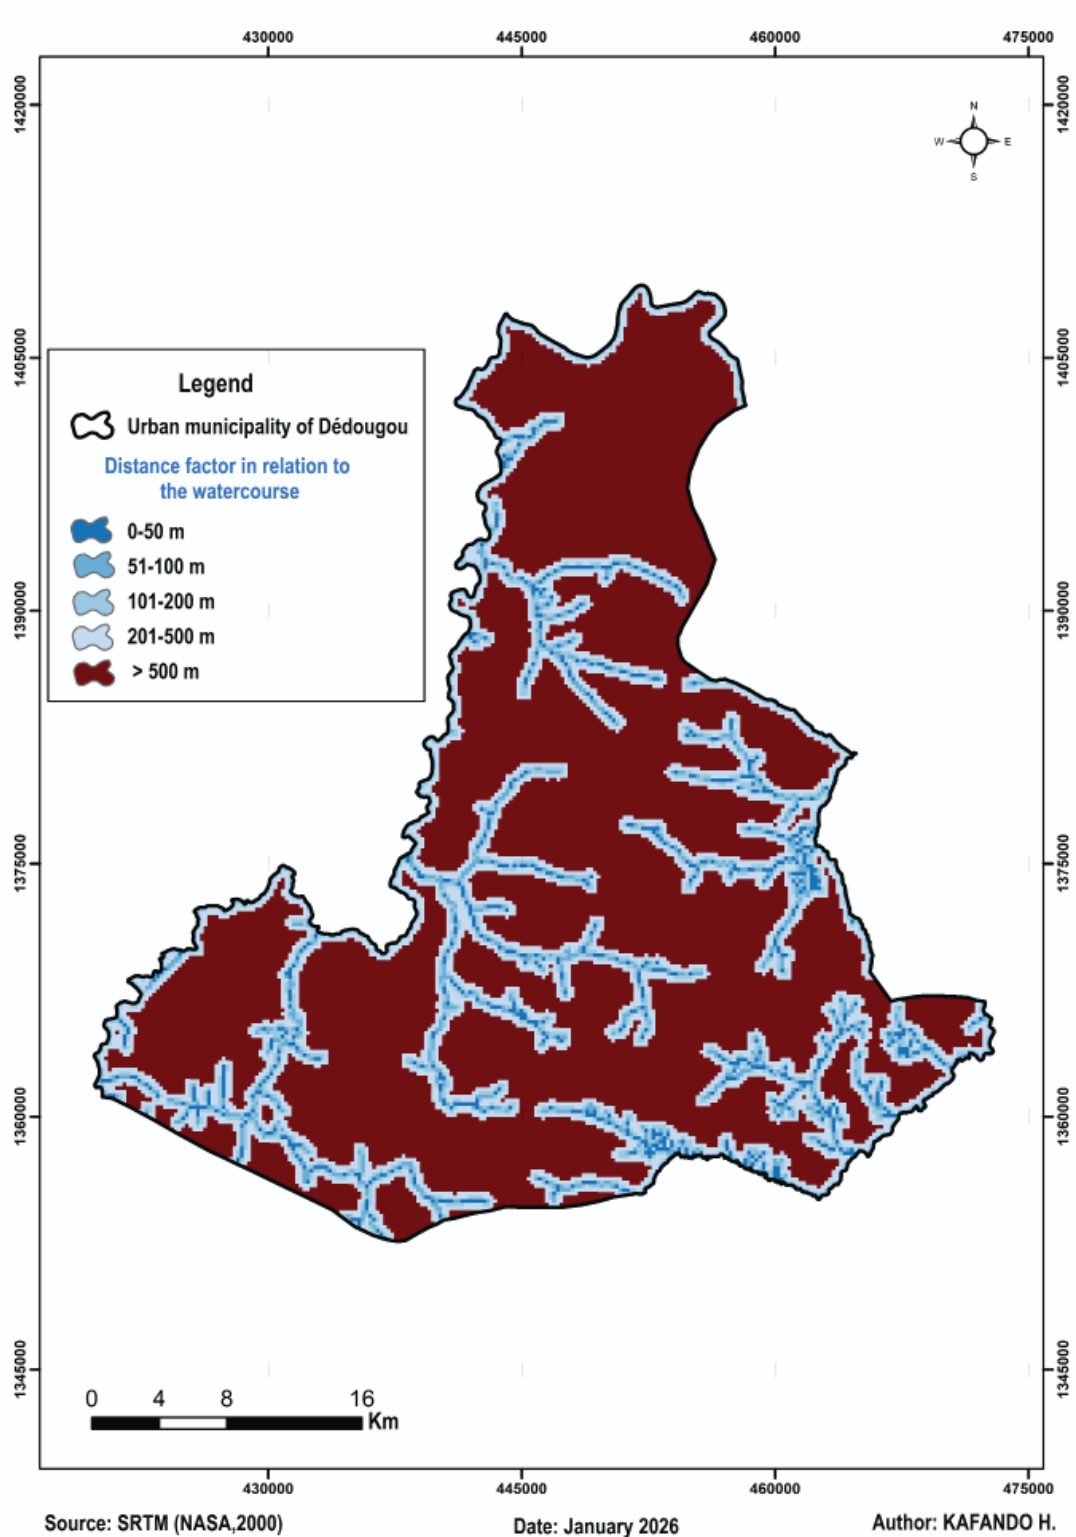 430000 445000 460000 475000
1420000 1420000
N
W E
S
1405000 1405000
Legend
Urban municipality of Dédougou
Distance factor in relation to
the watercourse
0-50 m
51-100 m
101-200 m
201-500 m
> 500 m
1390000 1390000
1375000 1375000
1360000 1360000
1345000 1345000
0 4 8 16
Km
430000 445000 460000 475000
Source: SRTM (NASA,2000) Date: January 2026 Author: KAFANDO H.